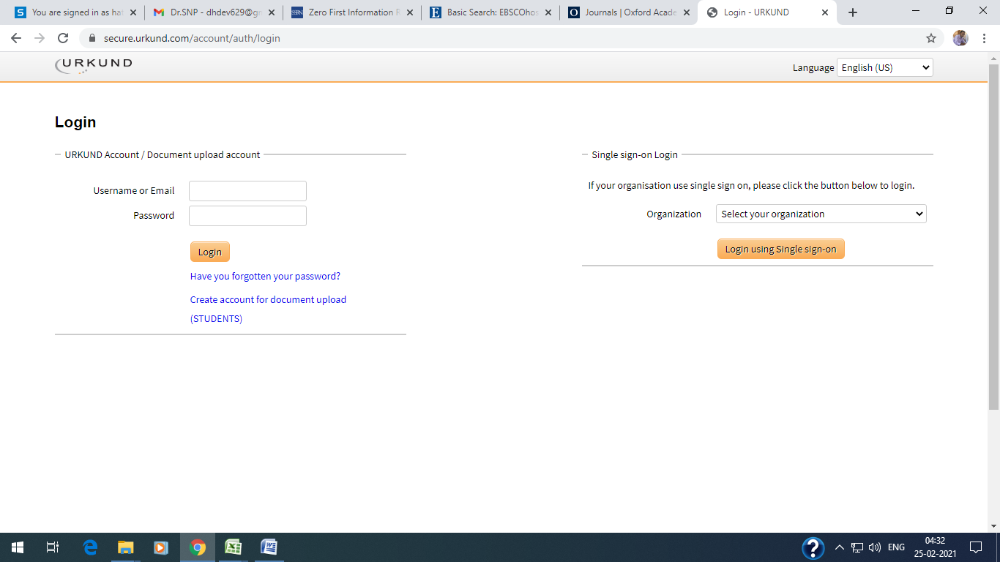 You are signed in as hat
Dr.SNP - dhdev629@gm
Zero First Information R
Basic Search: EBSCOhos
Journals | Oxford Acade
Login - URKUND
secure.urkund.com/account/auth/login
URKUND
Language English (US)
Login
URKUND Account / Document upload account
Username or Email
Password
Login
Have you forgotten your password?
Create account for document upload
(STUDENTS)
Single sign-on Login
If your organisation use single sign on, please click the button below to login.
Organization Select your organization
Login using Single sign-on
ENG
04:32
25-02-2021